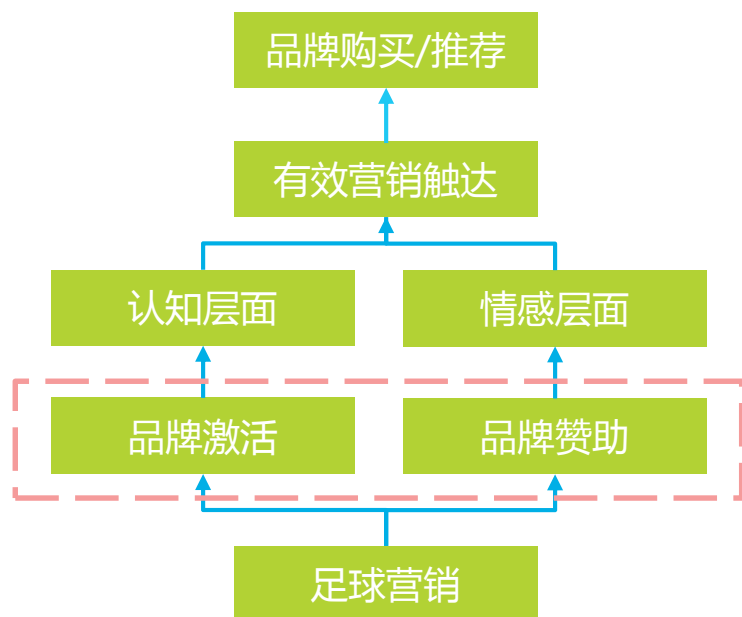 品牌购买/推荐
有效营销触达
认知层面
情感层面
品牌激活
品牌赞助
足球营销